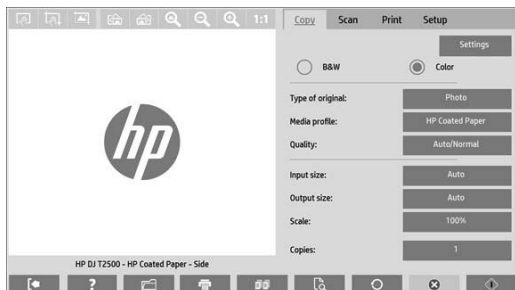 1:1
Copy Scan Print Setup
Settings
B&W Color
Type of original: Photo
Media profile: HP Coated Paper
Quality: Auto/Normal
Input size: Auto
Output size: Auto
Scale: 100%
Copies: 1
hp
HP DJ T2500 - HP Coated Paper - Side
?